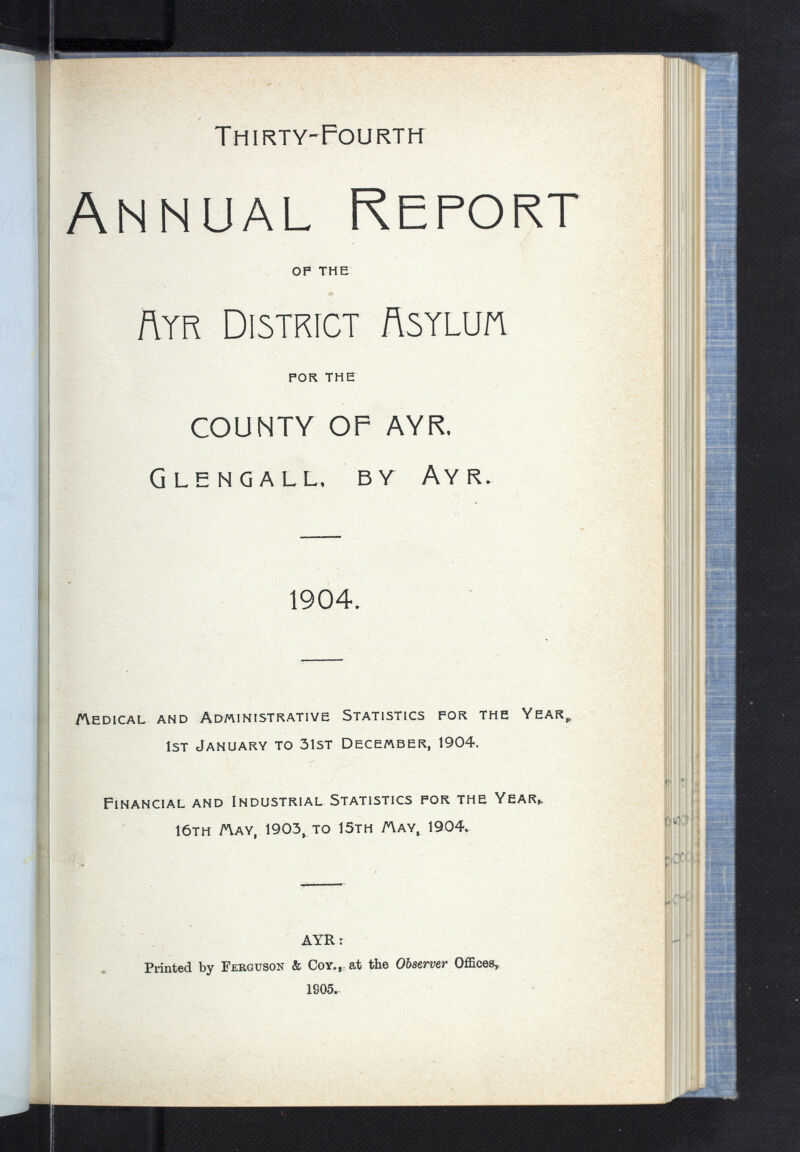 THIRTY-FOURTH
ANNUAL REPORT
OF THE
AYR DISTRICT ASYLUM
FOR THE
COUNTY OF AYR,
GLENGALL, BY AYR.
1904.
MEDICAL AND ADMINISTRATIVE STATISTICS FOR THE YEAR,
1ST JANUARY TO 31ST DECEMBER, 1904.
FINANCIAL AND INDUSTRIAL STATISTICS FOR THE YEAR,
16TH MAY, 1903, TO 15TH MAY, 1904.
AYR:
Printed by FERGUSON & COY., at the Observer Offices,
1905.